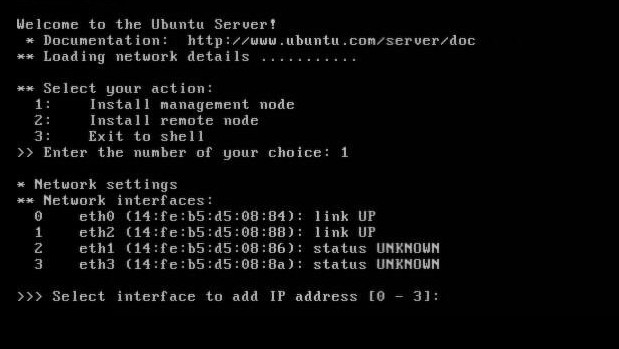 Welcome to the Ubuntu Server!
 * Documentation:  http://www.ubuntu.com/server/doc
** Loading network details ...........
** Select your action:
  1:    Install management node
  2:    Install remote node
  3:    Exit to shell
>> Enter the number of your choice: 1
* Network settings
** Network interfaces:
  0    eth0 (14:fe:b5:d5:08:84): link UP
  1    eth2 (14:fe:b5:d5:08:88): link UP
  2    eth1 (14:fe:b5:d5:08:86): status UNKNOWN
  3    eth3 (14:fe:b5:d5:08:8a): status UNKNOWN
>>> Select interface to add IP address [0 - 3]: